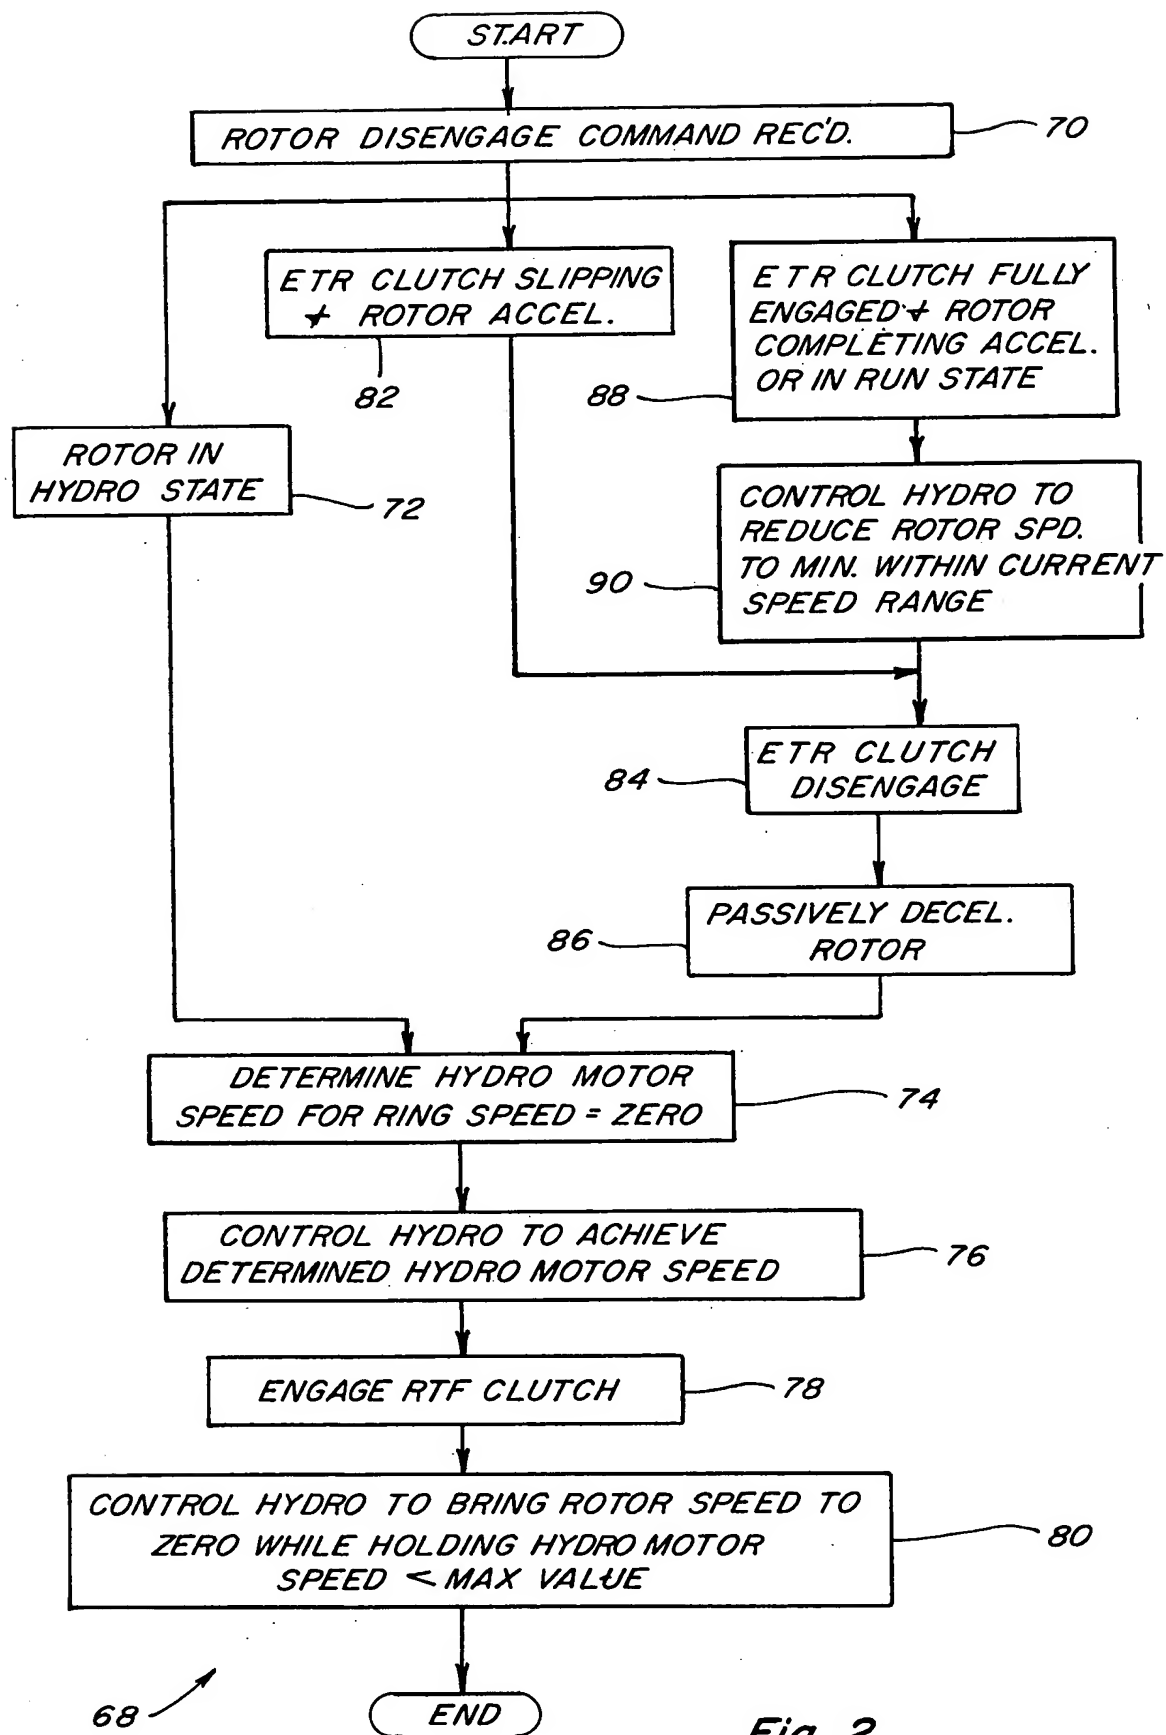 START
ROTOR DISENGAGE COMMAND REC'D.
70
ETR CLUTCH SLIPPING
+ ROTOR ACCEL.
82
ETR CLUTCH FULLY
ENGAGED + ROTOR
COMPLETING ACCEL.
OR IN RUN STATE
88
ROTOR IN
HYDRO STATE
72
CONTROL HYDRO TO
REDUCE ROTOR SPD.
TO MIN. WITHIN CURRENT
SPEED RANGE
90
ETR CLUTCH
DISENGAGE
84
PASSIVELY DECEL.
ROTOR
86
DETERMINE HYDRO MOTOR
SPEED FOR RING SPEED = ZERO
74
CONTROL HYDRO TO ACHIEVE
DETERMINED HYDRO MOTOR SPEED
76
ENGAGE RTF CLUTCH
78
CONTROL HYDRO TO BRING ROTOR SPEED TO
ZERO WHILE HOLDING HYDRO MOTOR
SPEED < MAX VALUE
80
68
END
Fig. 2